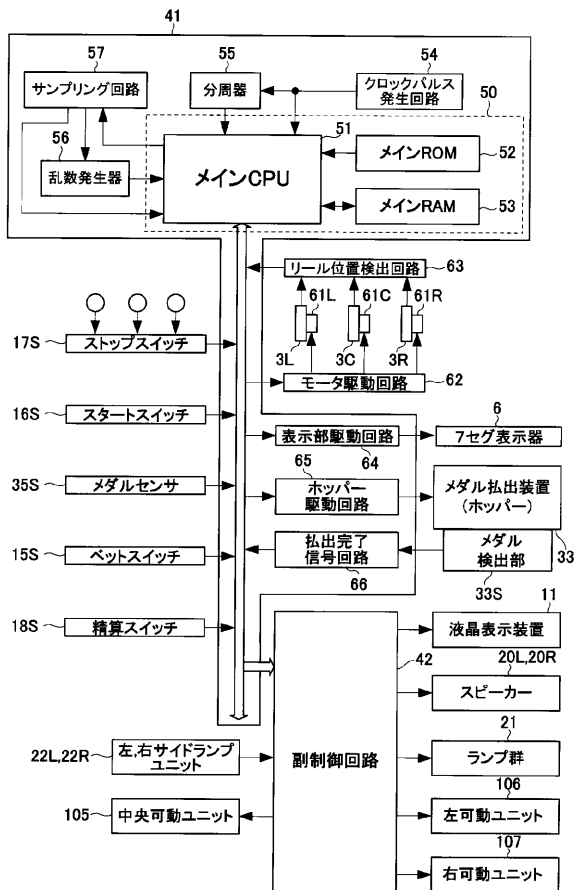 41
57
サンプリング回路
55
分周器
54
クロックパルス
発生回路
50
56
乱数発生器
51
メインCPU
メインROM
52
メインRAM
53
リール位置検出回路
63
61L
61C
61R
3L
3C
3R
17S
ストップスイッチ
モータ駆動回路
62
16S
スタートスイッチ
表示部駆動回路
64
6
7セグ表示器
35S
メダルセンサ
65
ホッパー
駆動回路
メダル払出装置
(ホッパー)
33
15S
ベットスイッチ
払出完了
信号回路
66
メダル
検出部
33S
18S
精算スイッチ
42
11
液晶表示装置
20L,20R
スピーカー
22L,22R
左,右サイドランプ
ユニット
副制御回路
21
ランプ群
105
中央可動ユニット
106
左可動ユニット
107
右可動ユニット